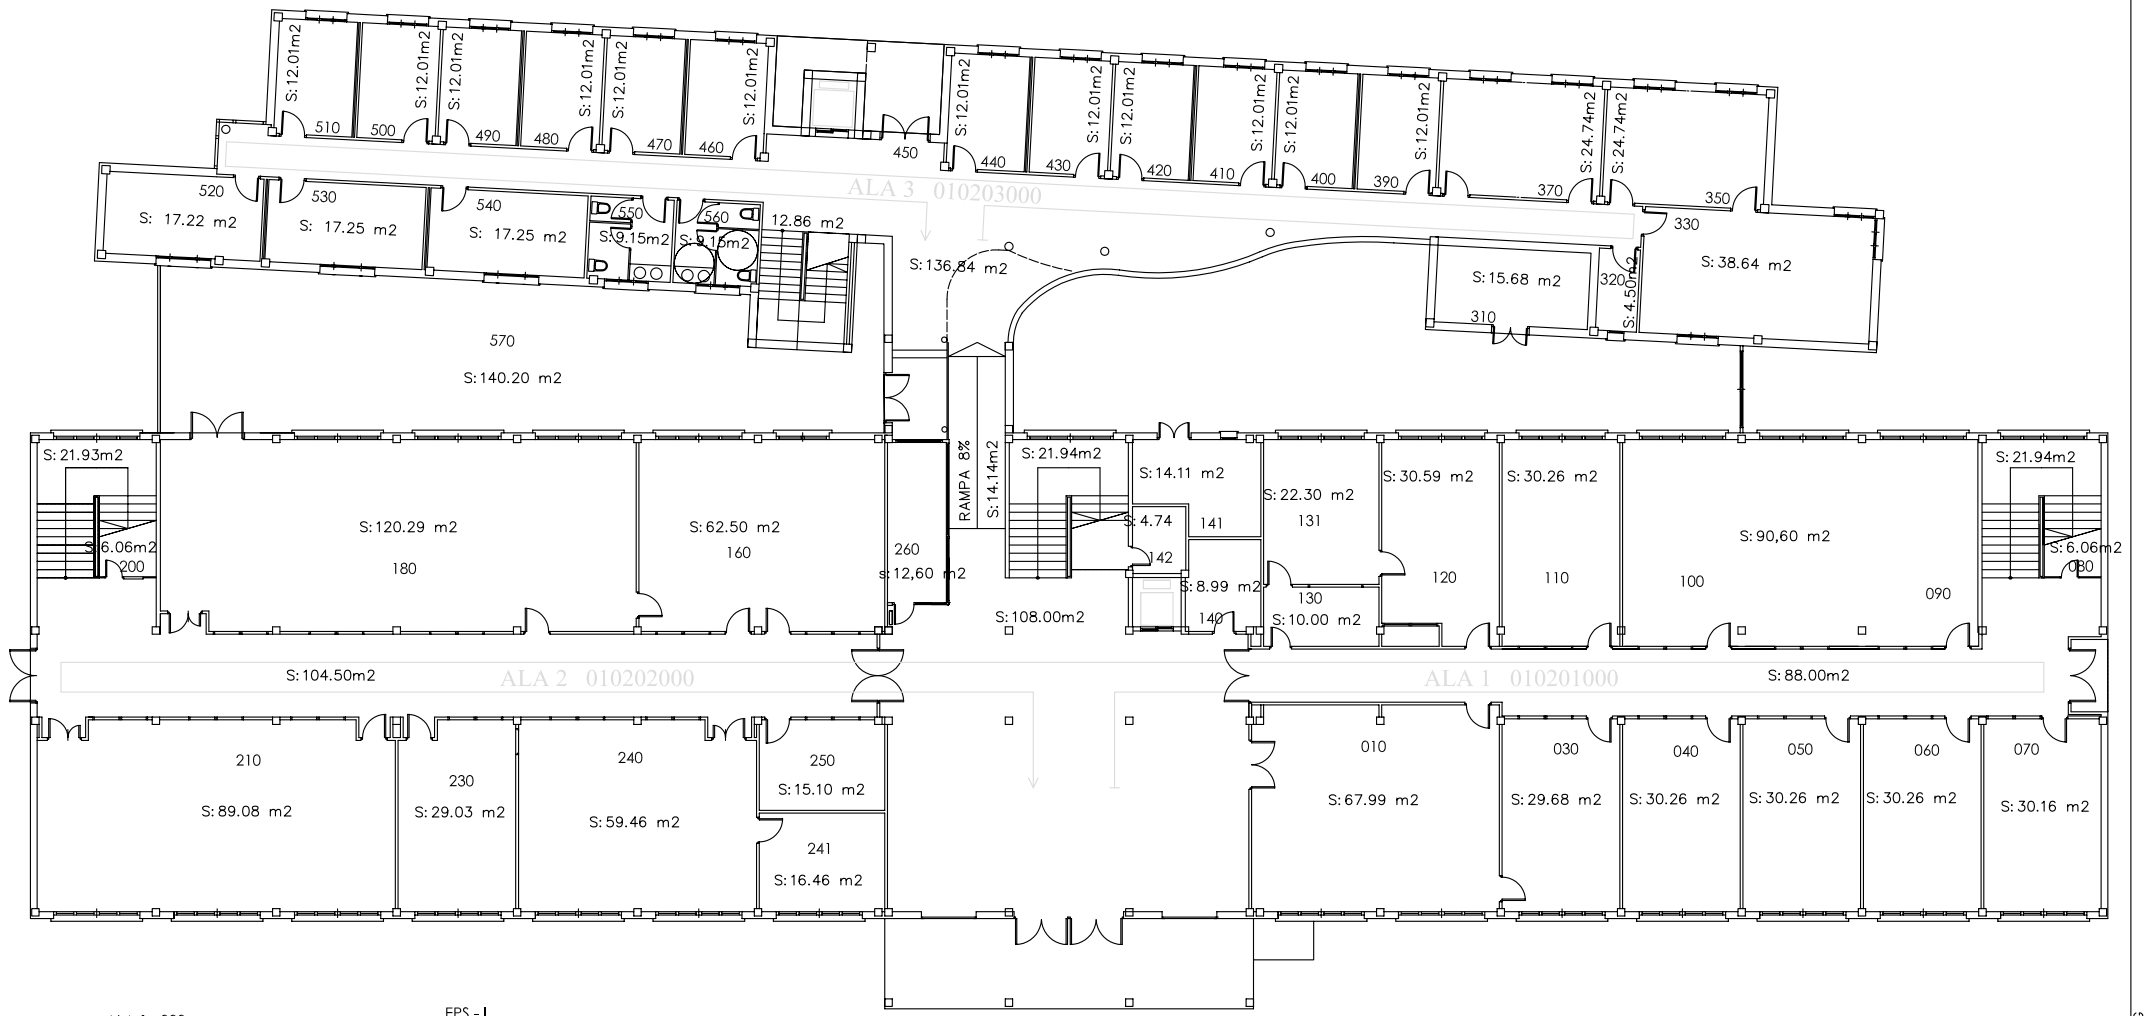 S: 12.01m2
S: 12.01m2
S: 12.01m2
S: 12.01m2
S: 12.01m2
S: 12.01m2
S: 12.01m2
S: 12.01m2
S: 12.01m2
S: 12.01m2
S: 12.01m2
S: 12.01m2
S: 24.74m2
S: 24.74m2
510
500
490
480
470
460
450
440
430
420
410
400
390
370
350
ALA 3 010203000
520
530
540
550
560
330
S: 17.22 m2
S: 17.25 m2
S: 17.25 m2
S: 9.15m2
S: 9.15m2
12.86 m2
S: 136.84 m2
S: 15.68 m2
310
320
S: 4.50m2
S: 38.64 m2
570
S: 140.20 m2
RAMPA 8%
S: 14.14m2
S: 21.93m2
S: 21.94m2
S: 14.11 m2
S: 22.30 m2
131
S: 30.59 m2
S: 30.26 m2
S: 21.94m2
S: 120.29 m2
180
S: 62.50 m2
160
S: 4.74
141
142
S: 90,60 m2
S: 6.06m2
200
260
s: 12,60 m2
S: 8.99 m2
140
120
110
100
090
S: 6.06m2
080
130
S: 10.00 m2
S: 108.00m2
S: 104.50m2
ALA 2 010202000
ALA 1 010201000
S: 88.00m2
210
S: 89.08 m2
230
S: 29.03 m2
240
S: 59.46 m2
250
S: 15.10 m2
241
S: 16.46 m2
010
S: 67.99 m2
030
S: 29.68 m2
040
S: 30.26 m2
050
S: 30.26 m2
060
S: 30.26 m2
070
S: 30.16 m2
EPS - I